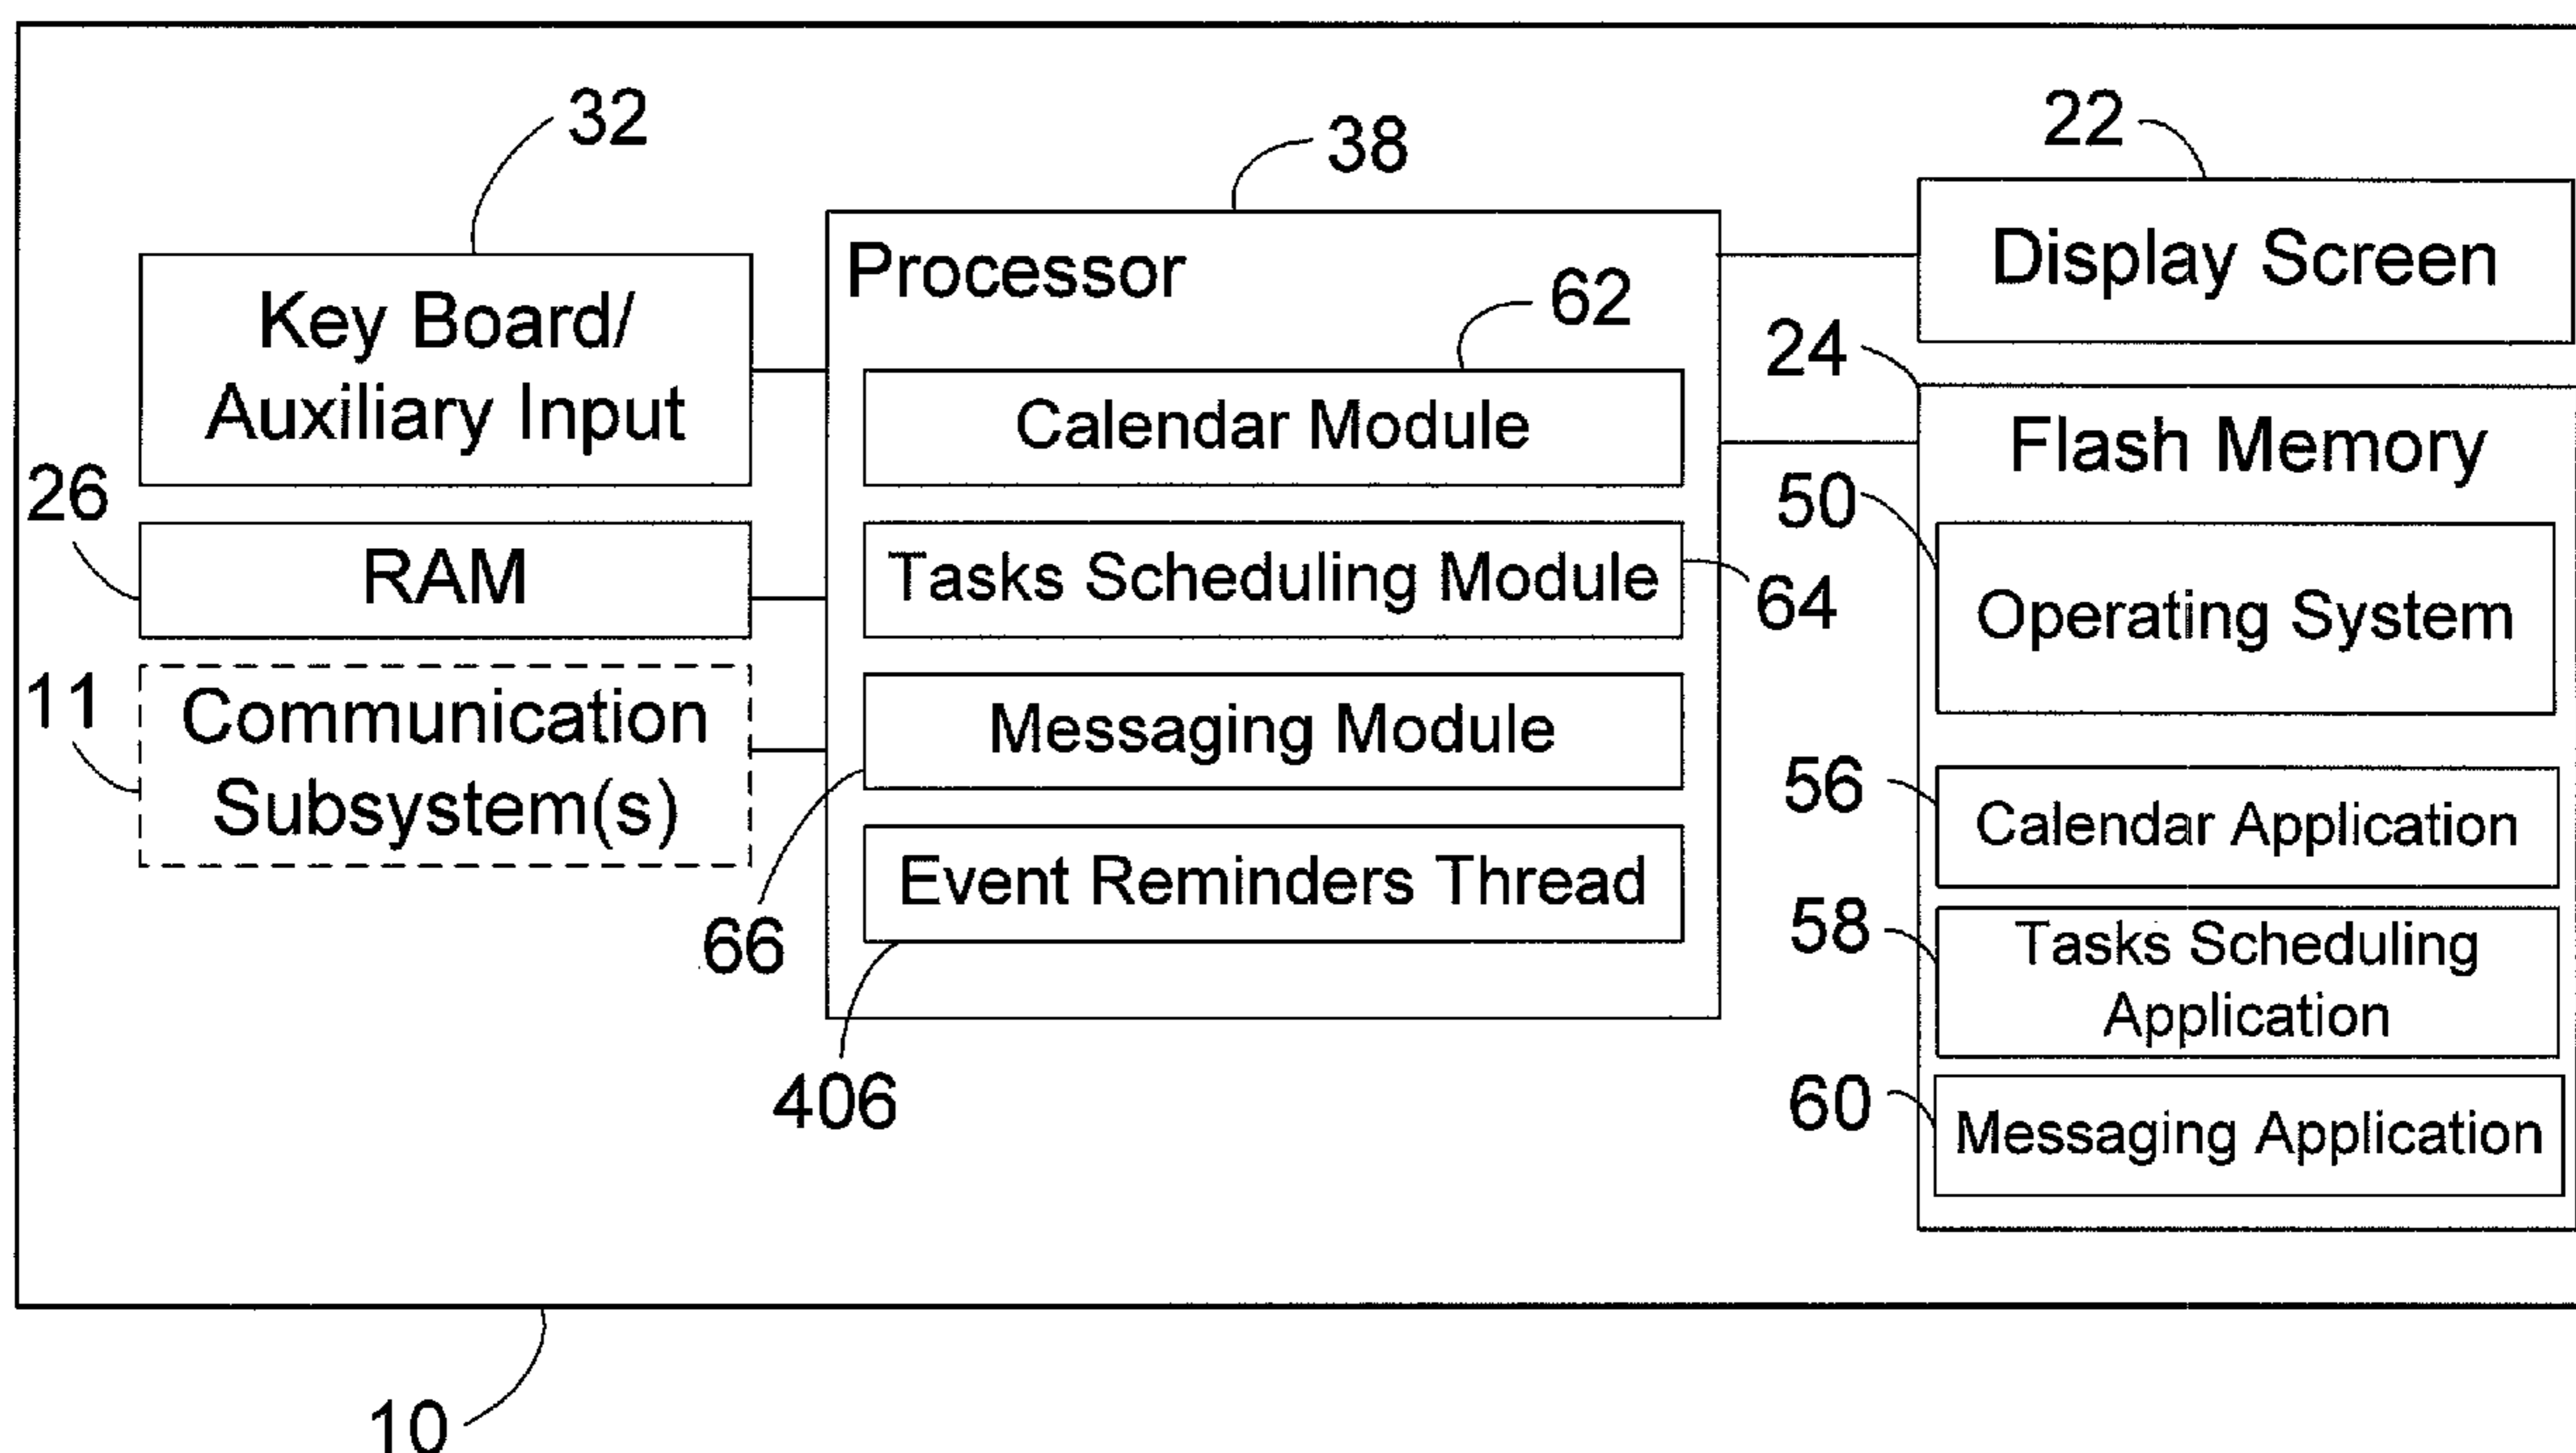 32
38
22
Key Board/
Auxiliary Input
Processor
62
Display Screen
24
Calendar Module
Flash Memory
26
RAM
50
Tasks Scheduling Module
64
Operating System
11
Communication
Subsystem(s)
Messaging Module
66
56
Calendar Application
Event Reminders Thread
406
58
Tasks Scheduling
Application
60
Messaging Application
10